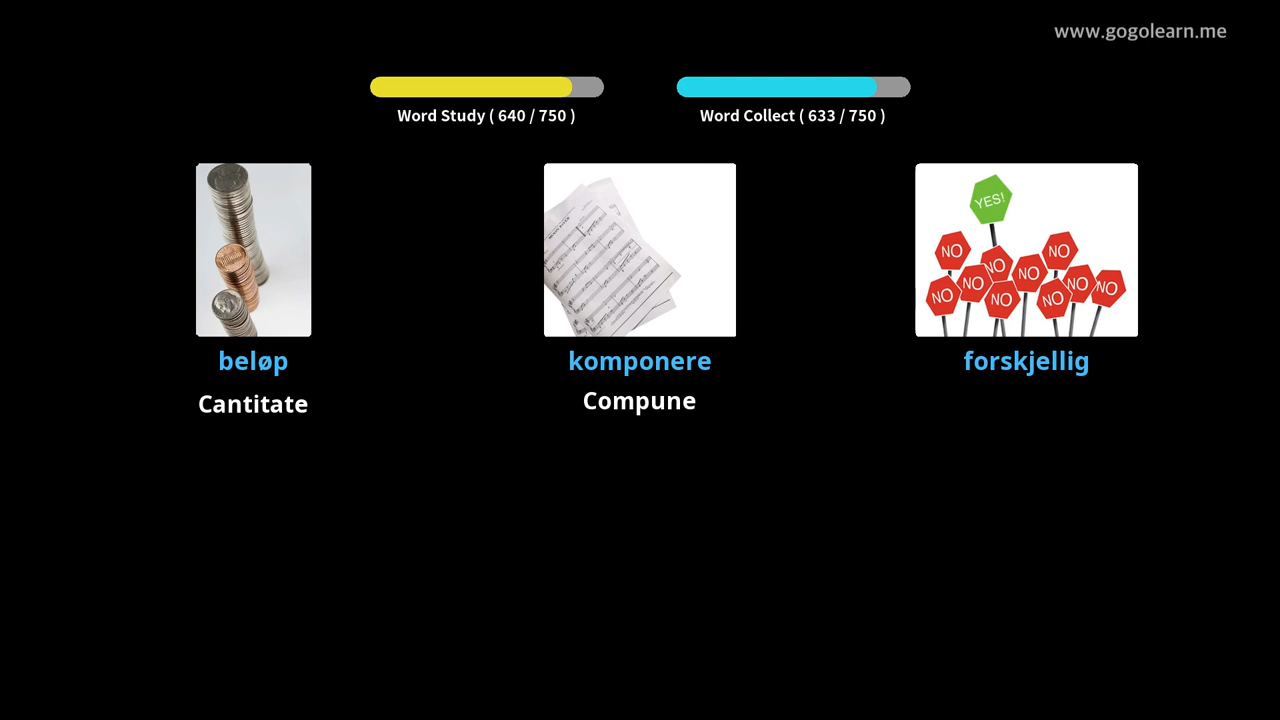 www.gogolearn.me
Word Study ( 640 / 750 )
Word Collect ( 633 / 750 )
YES!
NO
NO
NO
NO
NO
NO
NO
NO
NO
NO
beløp
komponere
forskjellig
Cantitate
Compune